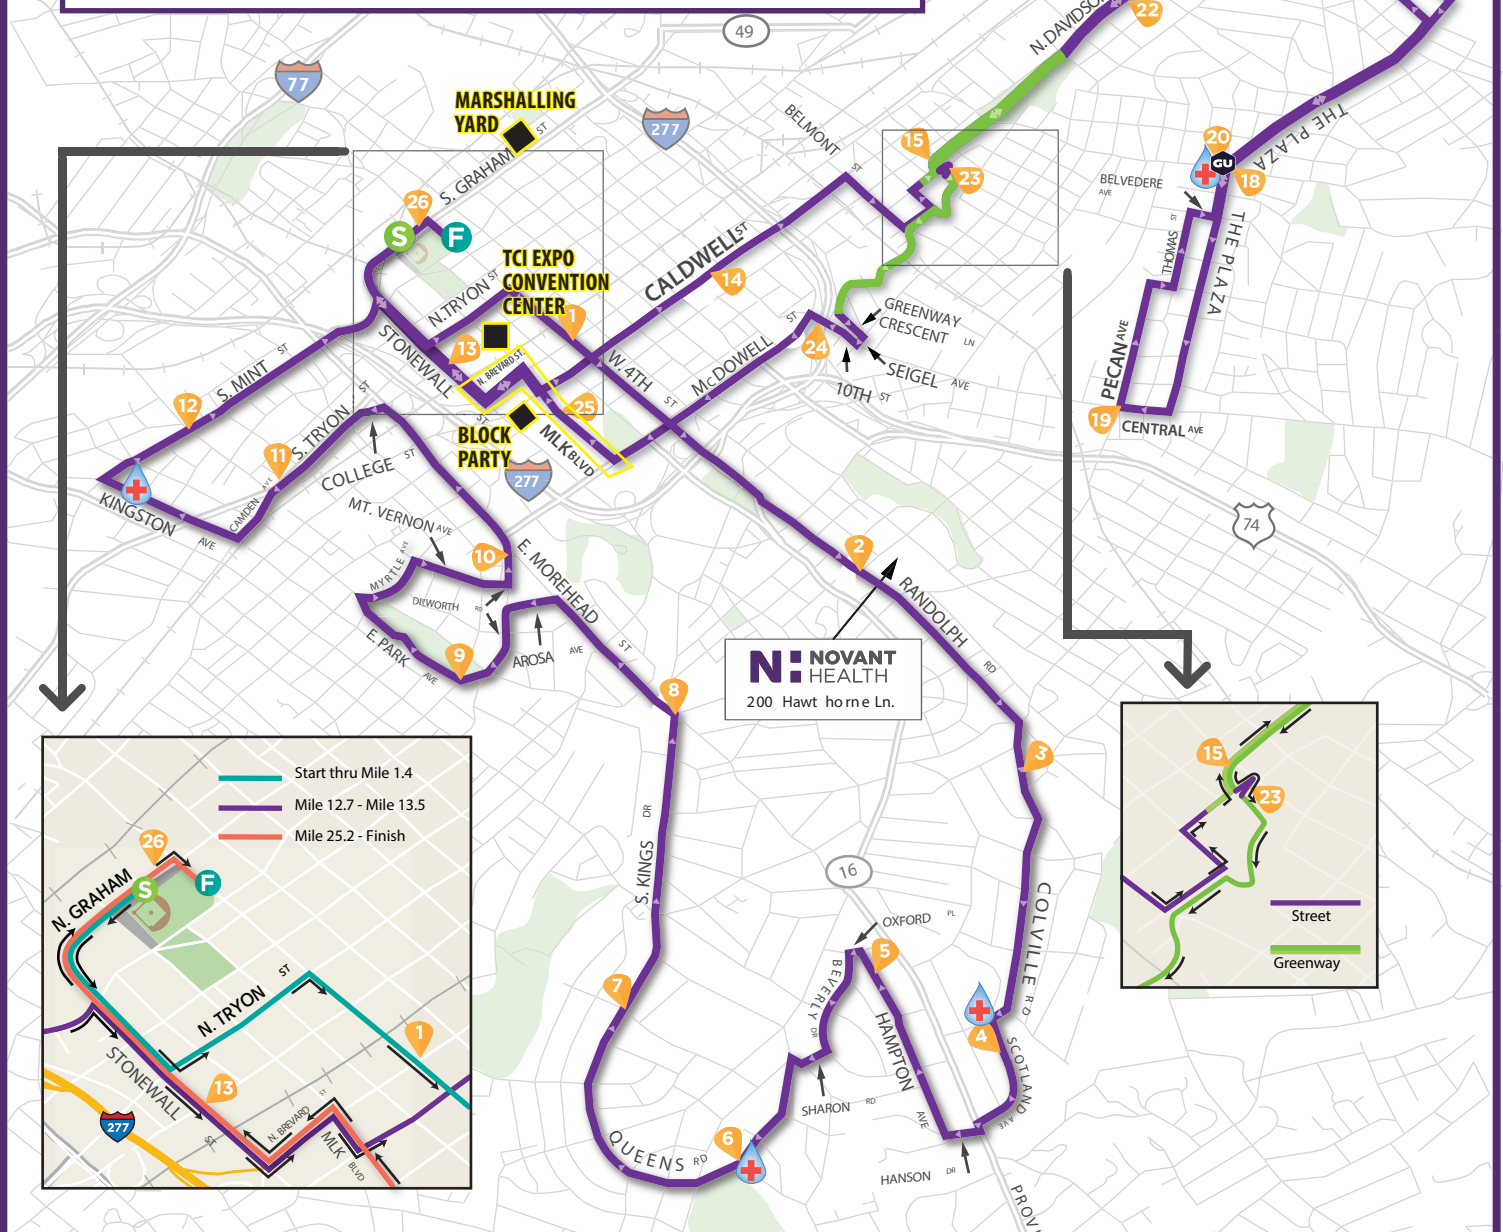 49
N.DAVIDSON
22
77
277
MARSHALLING
YARD
ST
S. GRAHAM
BELMONT
ST
15
23
20
GU
18
THE PLAZA
BELVEDERE
AVE
THOMAS
ST
THE PLAZA
26
S
F
TCI EXPO
CONVENTION
CENTER
N.TRYON
ST
CALDWELL
ST
14
1
13
STONEWALL
ST
N. BREVARD ST.
W. 4TH
ST
McDOWELL
ST
24
GREENWAY
CRESCENT
LN
SEIGEL
AVE
10TH
ST
PECAN AVE
19
CENTRAL AVE
74
S. MINT
ST
12
11
S. TRYON
ST
COLLEGE
ST
25
BLOCK
PARTY
MLK BLVD
277
KINGSTON
AVE
CAMDEN
AVE
MT. VERNON AVE
MYRTLE
AVE
10
DILWORTH
RD
E. MOREHEAD
ST
E. PARK
AVE
9
AROSA
AVE
2
RANDOLPH
RD
NOVANT
HEALTH
200 Hawt horne Ln.
8
3
S. KINGS
DR
16
COLVILLE
RD
OXFORD
PL
5
BEVERLY
DR
HAMPTON
AVE
4
SCOTLAND
AVE
7
SHARON
RD
6
QUEENS
RD
HANSON
DR
PROV
Start thru Mile 1.4
Mile 12.7 - Mile 13.5
Mile 25.2 - Finish
26
S
F
N. GRAHAM
N. TRYON
ST
1
STONEWALL
ST.
13
N. BREVARD
ST
MLK
BLVD
277
15
23
Street
Greenway